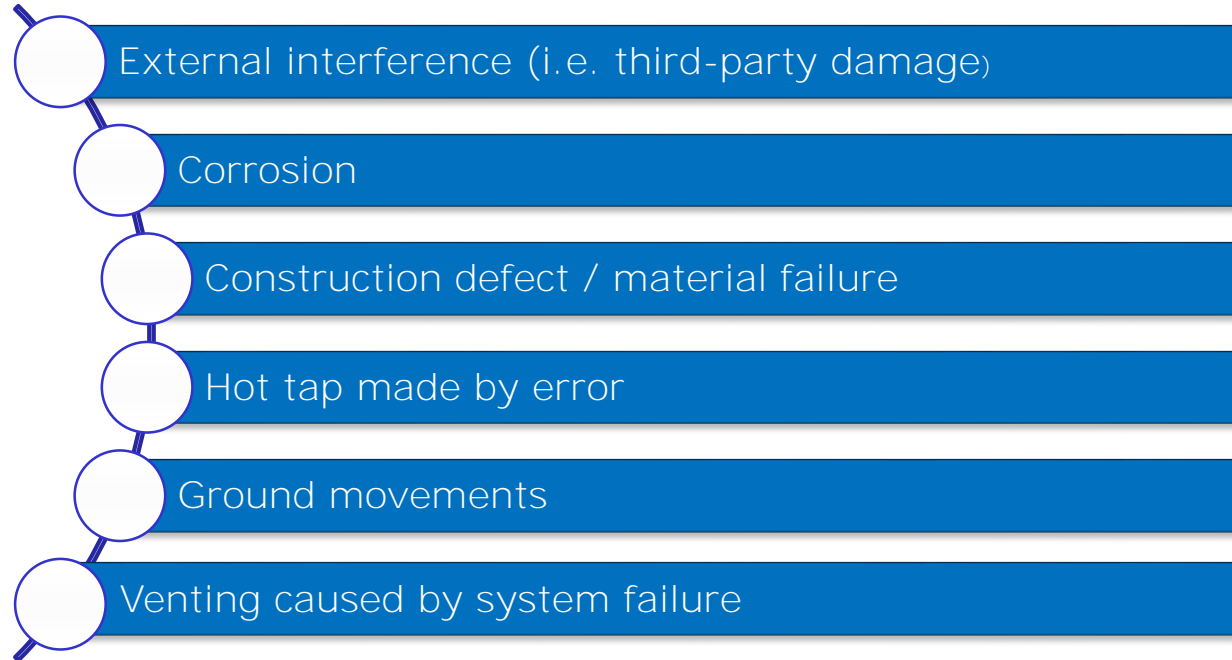 External interference (i.e. third-party damage)
Corrosion
Construction defect / material failure
Hot tap made by error
Ground movements
Venting caused by system failure